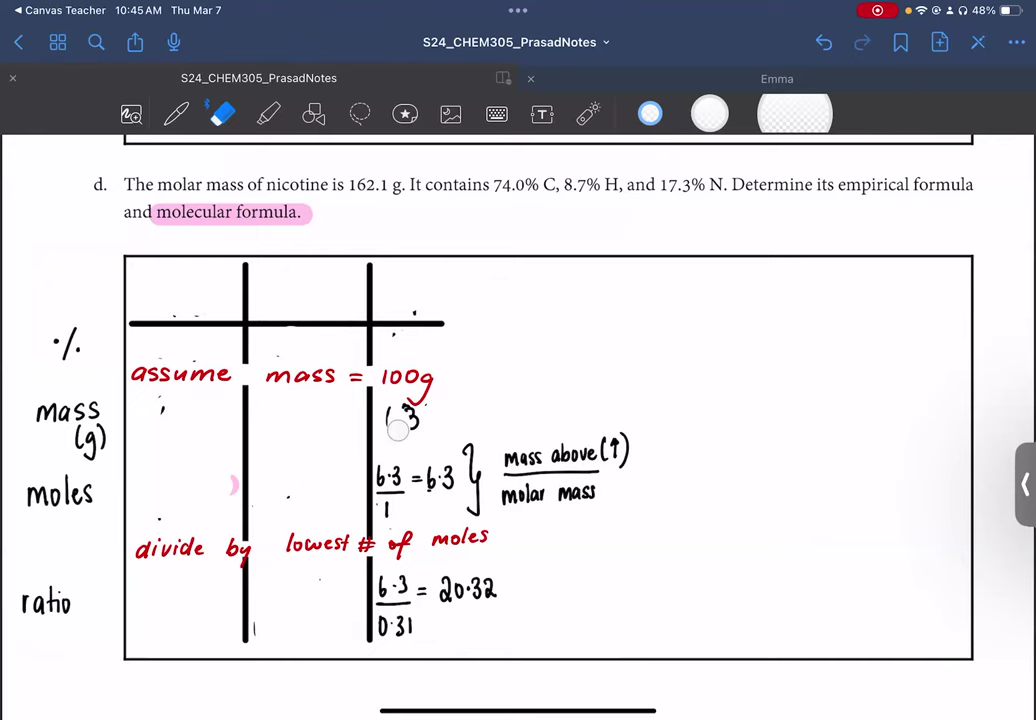 Canvas Teacher 10:45 AM Thu Mar 7
48%
S24_CHEM305_PrasadNotes
S24_CHEM305_PrasadNotes
Emma
d. The molar mass of nicotine is 162.1 g. It contains 74.0% C, 8.7% H, and 17.3% N. Determine its empirical formula
and molecular formula.
%
assume mass = 100g
mass
(g)
moles
6.3 = 6.3 } mass above (↑)
1 molar mass
divide by lowest # of moles
ratio
6.3 = 20.32
0.31